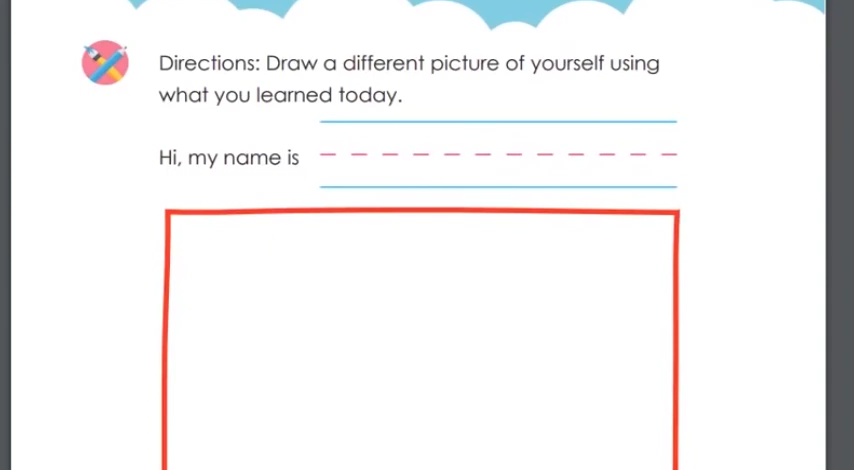 Directions: Draw a different picture of yourself using
what you learned today.
Hi, my name is